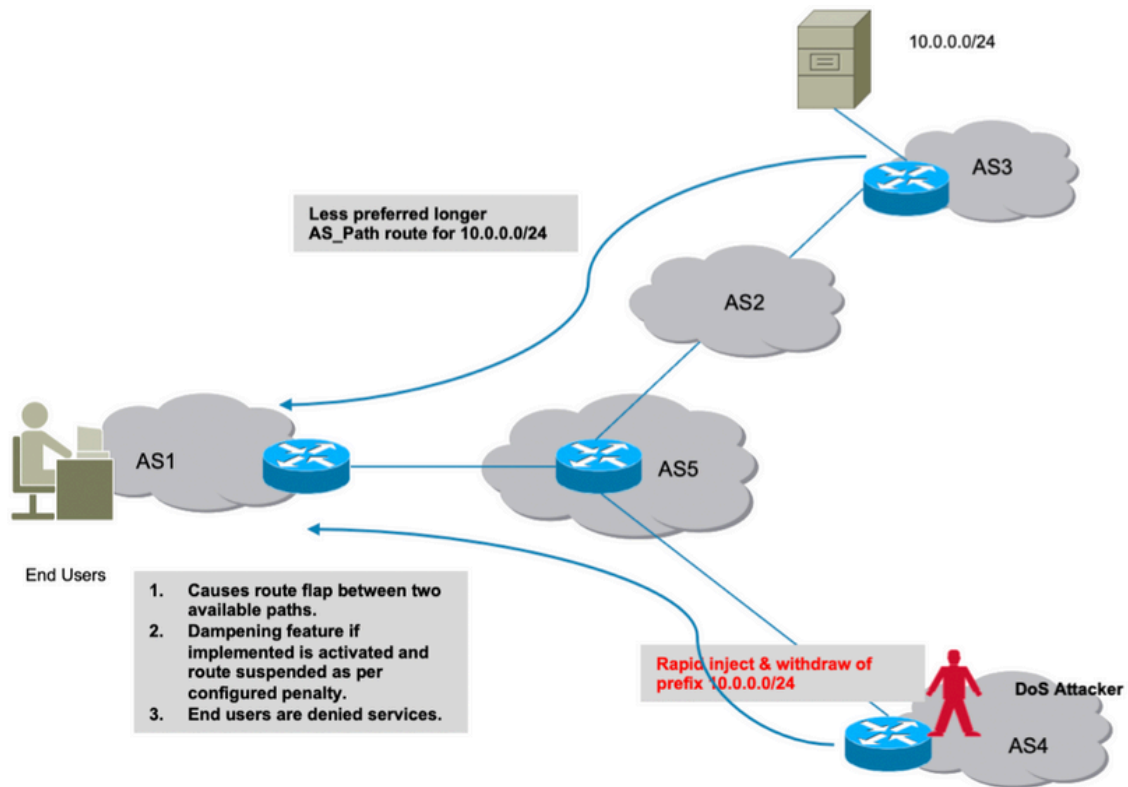 10.0.0.0/24
AS3
Less preferred longer
AS_Path route for 10.0.0.0/24
AS2
AS1
AS5
End Users
1. Causes route flap between two
available paths.
2. Dampening feature if
implemented is activated and
route suspended as per
configured penalty.
3. End users are denied services.
Rapid inject & withdraw of
prefix 10.0.0.0/24
DoS Attacker
AS4